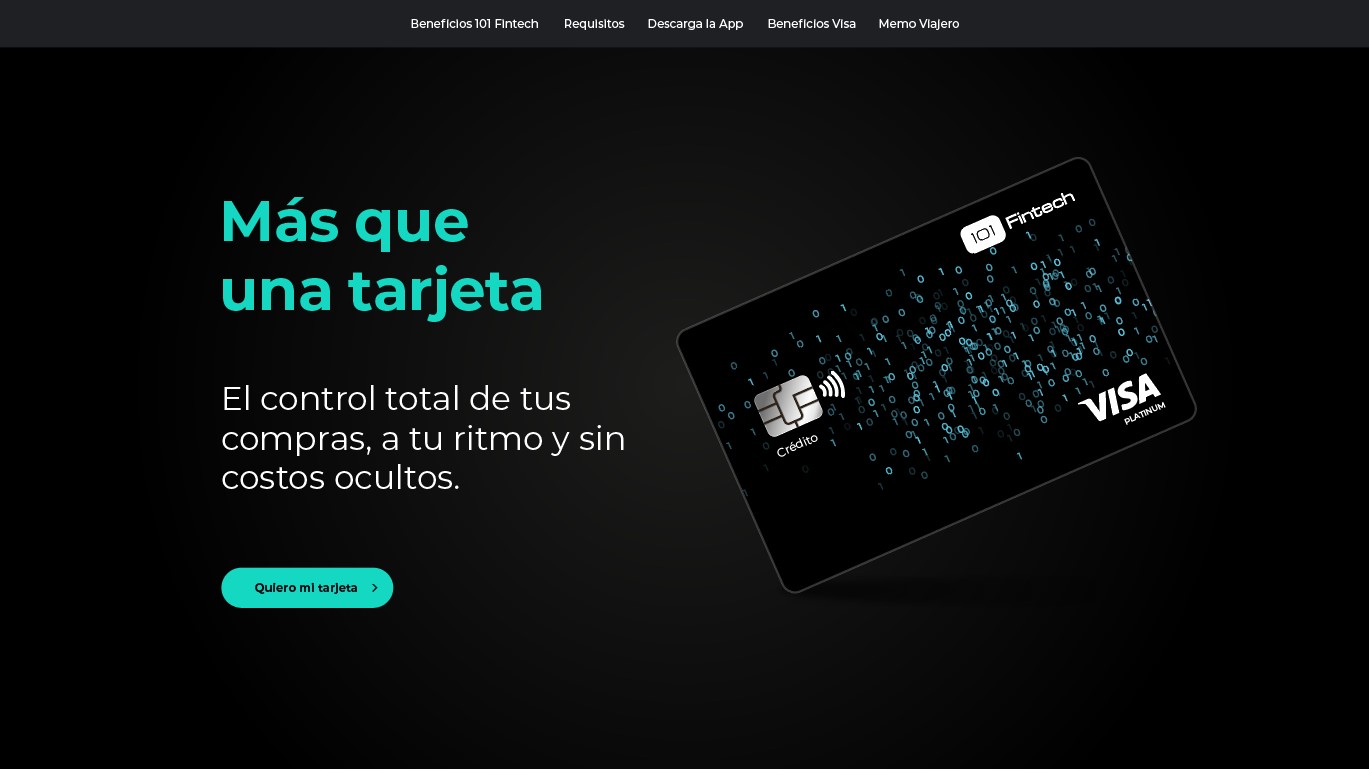 Beneficios 101 Fintech Requisitos Descarga la App Beneficios Visa Memo Viajero
Más que
una tarjeta
El control total de tus
compras, a tu ritmo y sin
costos ocultos.
Quiero mi tarjeta
101 Fintech
Crédito
VISA
PLATINUM